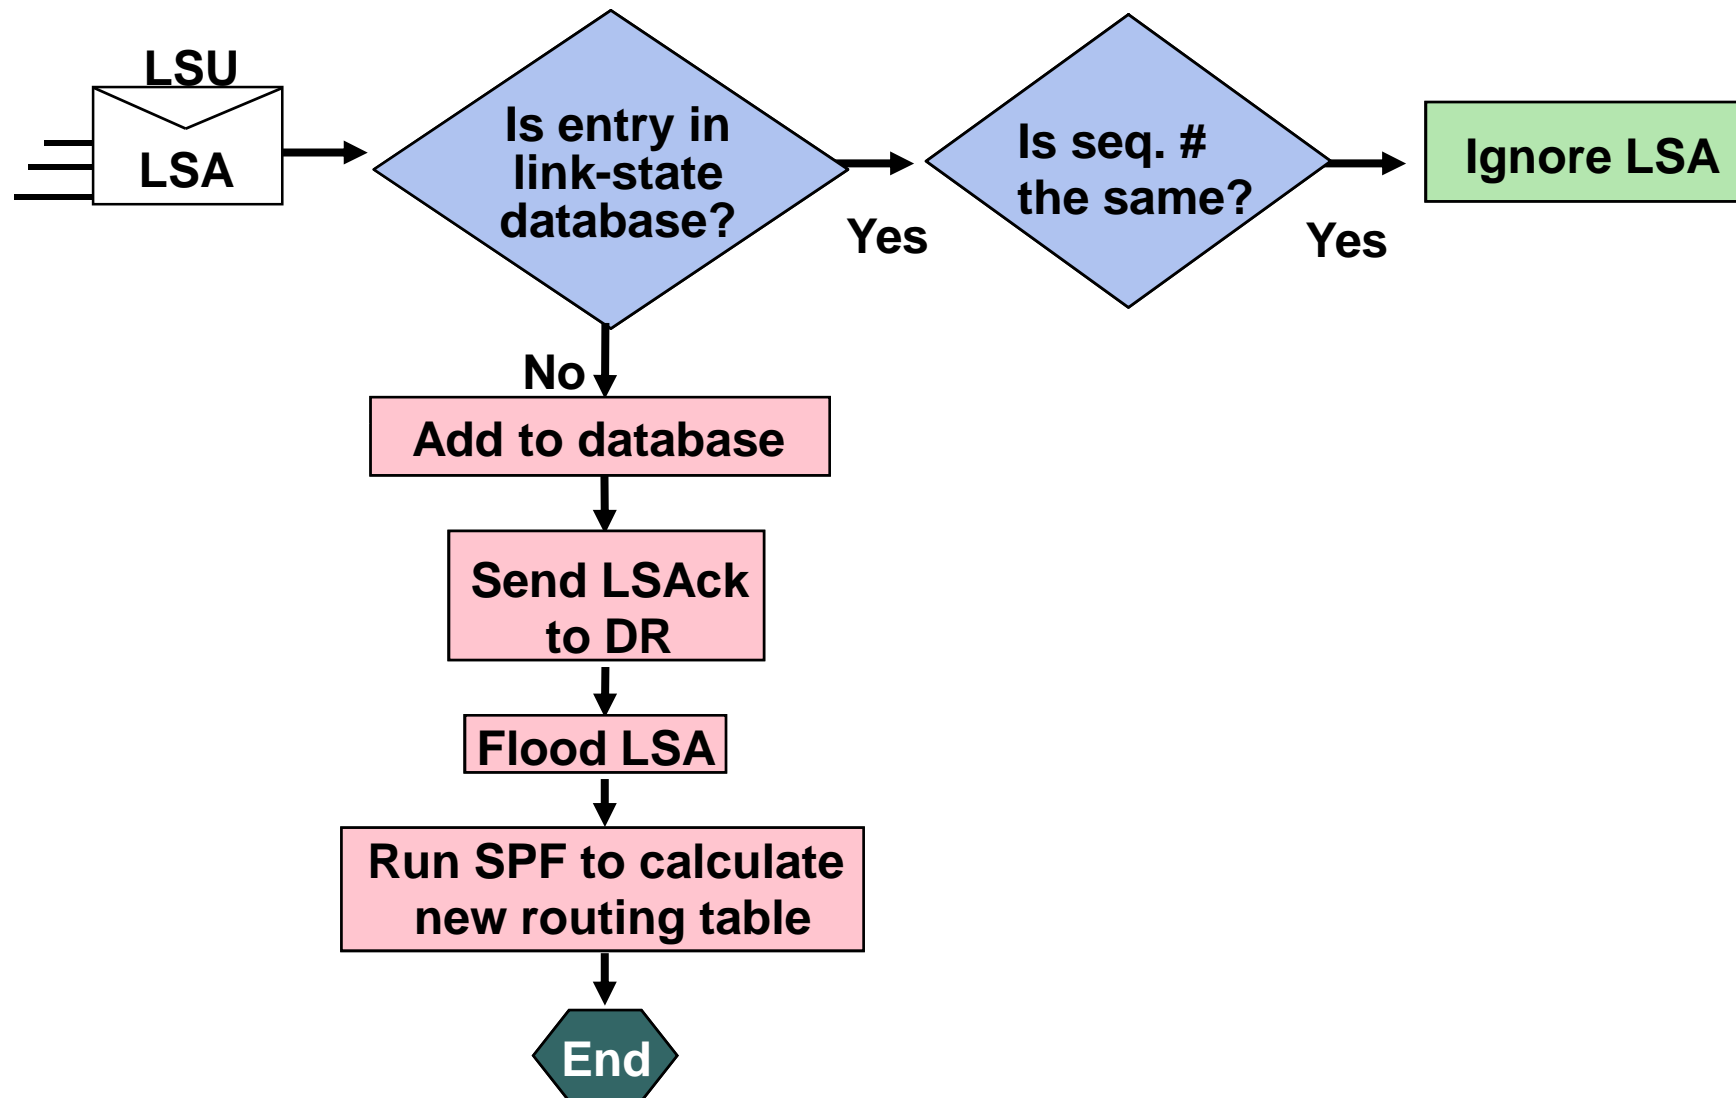 LSU
LSA
Is entry in
link-state
database?
Yes
Is seq. #
the same?
Yes
Ignore LSA
No
Add to database
Send LSAck
to DR
Flood LSA
Run SPF to calculate
new routing table
End